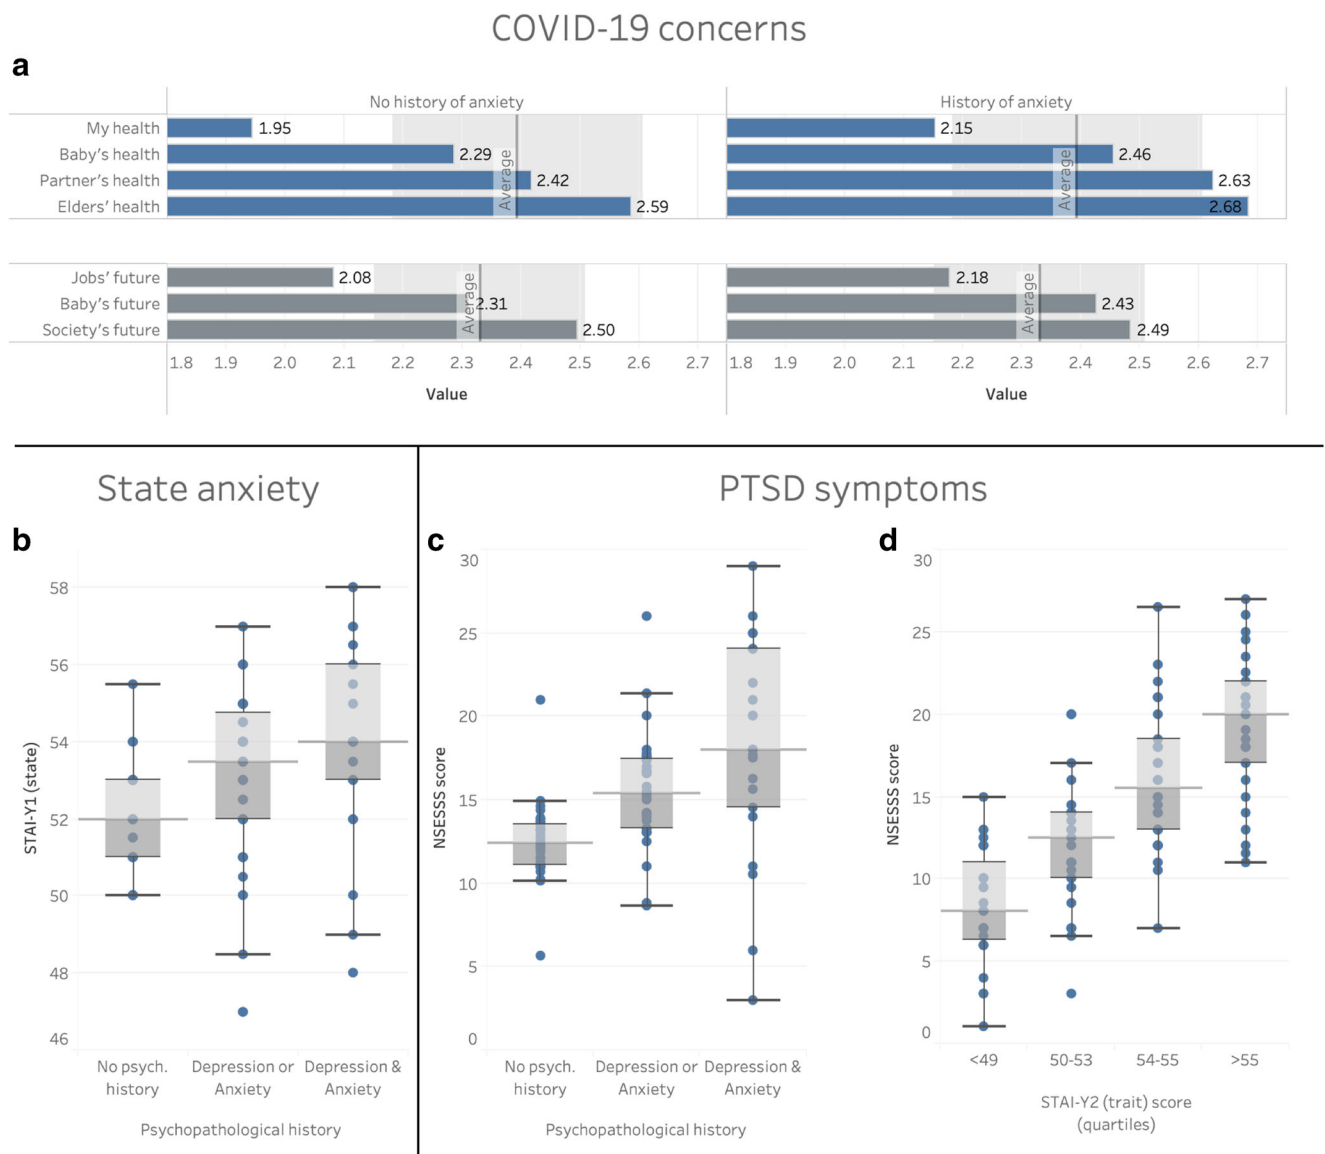 COVID-19 concerns
a
No history of anxiety
History of anxiety
My health
1.95
2.15
Baby's health
2.29
2.46
Partner's health
2.42
2.63
Elders' health
2.59
2.68
Average
Average
Jobs' future
2.08
2.18
Baby's future
2.31
2.43
Society's future
2.50
2.49
Average
Average
1.8 1.9 2.0 2.1 2.2 2.3 2.4 2.5 2.6 2.7
1.8 1.9 2.0 2.1 2.2 2.3 2.4 2.5 2.6 2.7
Value
Value
State anxiety
b
STAI-Y1 (state)
58
56
54
52
50
48
46
No psych.
history
Depression or
Anxiety
Depression &
Anxiety
Psychopathological history
PTSD symptoms
c
NSESSS score
30
25
20
15
10
5
0
No psych.
history
Depression or
Anxiety
Depression &
Anxiety
Psychopathological history
d
NSESSS score
30
25
20
15
10
5
0
<49
50-53
54-55
>55
STAI-Y2 (trait) score
(quartiles)